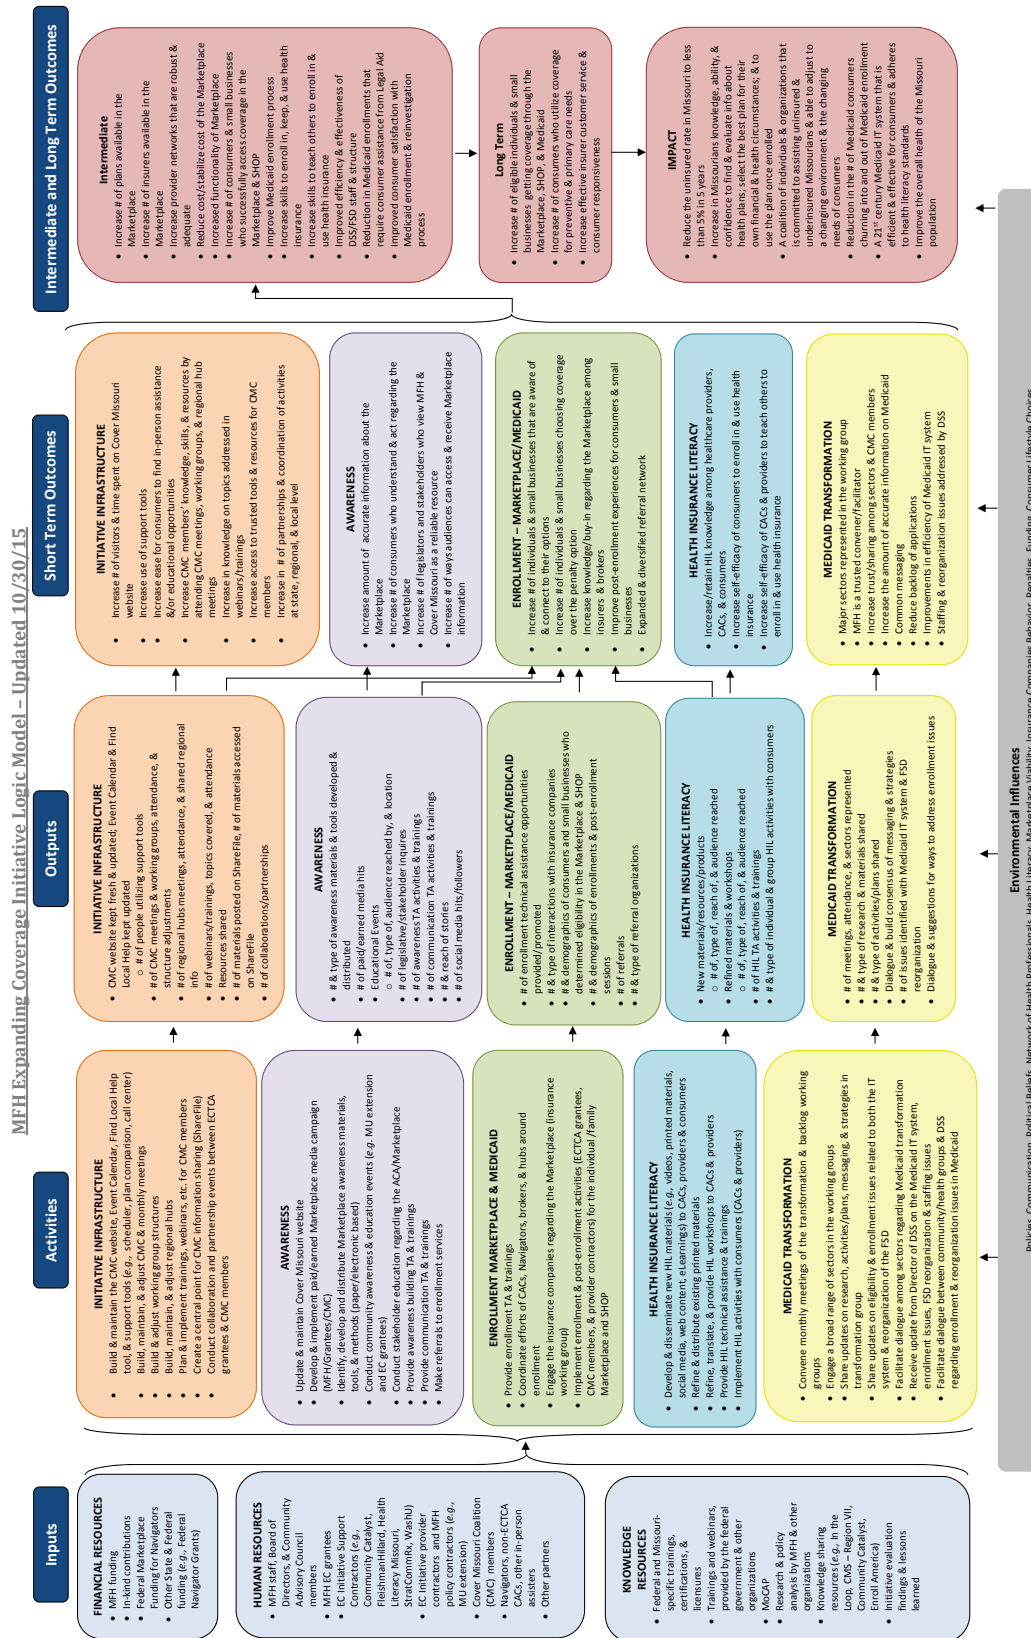 MFH Expanding Coverage Initiative Logic Model – Updated 10/30/15
Inputs
Activities
Outputs
Short Term Outcomes
Intermediate and Long Term Outcomes
FINANCIAL RESOURCES
• MFH funding
• In-kind contributions
• Federal Marketplace
Funding for Navigators
• Other State & Federal
funding (e.g., Federal
Navigator Grants)
HUMAN RESOURCES
• MFH staff, Board of
Directors, & Community
Advisory Council
members
• MFH EC grantees
• EC Initiative Support
Contractors (e.g.,
Community Catalyst,
FleishmanHillard, Health
Literacy Missouri,
StratCommRx, WashU)
• EC Initiative provider
contractors and MFH
policy contractors (e.g.,
MU extension)
• Cover Missouri Coalition
(CMC) members
• Navigators, non-ECTCA
CACs, other in-person
assisters
• Other partners
KNOWLEDGE
RESOURCES
• Federal and Missouri-
specific trainings,
certifications, &
licensures
• Trainings and webinars,
provided by the federal
government & other
organizations
• MoCAP
• Research & policy
analysis by MFH & other
organizations
• Knowledge sharing
resources (e.g., In the
Loop, CMS – Region VII,
Community Catalyst,
Enroll America)
• Initiative evaluation
findings & lessons
learned
INITIATIVE INFRASTRUCTURE
• Build & maintain the CMC website, Event Calendar, Find Local Help
tool, & support tools (e.g., scheduler, plan comparison, call center)
• Build, maintain, & adjust CMC & monthly meetings
• Build & adjust working group structures
• Build, maintain, & adjust regional hubs
• Plan & implement trainings, webinars, etc. for CMC members
• Create a central point for CMC information sharing (ShareFile)
• Conduct collaboration and partnership events between ECTCA
grantees & CMC members
AWARENESS
• Update & maintain Cover Missouri website
• Develop & implement paid/earned Marketplace media campaign
(MFH/Grantees/CMC)
• Identify, develop and distribute Marketplace awareness materials,
tools, & methods (paper/electronic based)
• Conduct community awareness & education events (e.g. MU extension
and EC grantees)
• Conduct stakeholder education regarding the ACA/Marketplace
• Provide awareness building TA & trainings
• Provide communication TA & training
• Make referrals to enrollment services
ENROLLMENT MARKETPLACE & MEDICAID
• Provide enrollment TA & trainings
• Coordinate efforts of CACs, Navigators, brokers, & hubs around
enrollment
• Engage the insurance companies regarding the Marketplace (insurance
working group)
• Implement enrollment & post-enrollment activities (ECTCA grantees,
CMC members, & provider contractors) for the individual/family
Marketplace and SHOP
HEALTH INSURANCE LITERACY
• Develop & disseminate new HIL materials (e.g., videos, printed materials,
social media, web content, eLearnings) to CACs, providers & consumers
• Refine & distribute existing printed materials
• Refine, translate, & provide HIL workshops to CACs & providers
• Provide HIL technical assistance & trainings
• Implement HIL activities with consumers (CACs & providers)
MEDICAID TRANSFORMATION
• Convene monthly meetings of the transformation & backlog working
groups
• Engage a broad range of sectors in the working groups
• Share updates on research, activities/plans, messaging, & strategies in
transformation group
• Share updates on eligibility & enrollment issues related to both the IT
system & reorganization of the FSD
• Facilitate dialogue among sectors regarding Medicaid transformation
• Receive update from Director of DSS on the Medicaid IT system,
enrollment issues, FSD reorganization & staffing issues
• Facilitate dialogue between community/health groups & DSS
regarding enrollment & reorganization issues in Medicaid
INITIATIVE INFRASTRUCTURE
• CMC website kept fresh & updated; Event Calendar & Find
Local Help kept updated
○ # of people utilizing support tools
• # of CMC meetings & working groups, attendance, &
structure adjustments
• # of regional hubs meetings, attendance, & shared regional
info
• # of webinars/trainings, topics covered, & attendance
• Resources shared
• # of materials posted on ShareFile, # of materials accessed
on ShareFile
• # of collaborations/partnerships
AWARENESS
• # & type of awareness materials & tools developed &
distributed
• # of paid/earned media hits
• Educational Events
○ # of, type of, audience reached by, & location
• # of legislative/stakeholder inquires
• # of awareness TA activities & trainings
• # of communication TA activities & trainings
• # & reach of stories
• # of social media hits/followers
ENROLLMENT – MARKETPLACE/MEDICAID
• # of enrollment technical assistance opportunities
provided/promoted
• # & type of interactions with insurance companies
• # & demographics of consumers and small businesses who
determined eligibility in the Marketplace & SHOP
• # & demographics of enrollments & post-enrollment
sessions
• # of referrals
• # & type of referral organizations
HEALTH INSURANCE LITERACY
• New materials/resources/products
○ # of, type of, reach of, & audience reached
• Refined materials & workshops
○ # of, type of, reach of, & audience reached
• # of HIL TA activities & trainings
• # & type of individual & group HIL activities with consumers
MEDICAID TRANSFORMATION
• # of meetings, attendance, & sectors represented
• # & type of research & materials shared
• # & type of activities/plans shared
• Dialogue & build consensus of messaging & strategies
• # of issues identified with Medicaid IT system & FSD
reorganization
• Dialogue & suggestions for ways to address enrollment issues
INITIATIVE INFRASTRUCTURE
• Increase # of visitors & time spent on Cover Missouri
website
• Increase use of support tools
• Increase ease for consumers to find in-person assistance
&/or educational opportunities
• Increase CMC members' knowledge, skills, & resources by
attending CMC meetings, working groups, & regional hub
meetings
• Increase in knowledge on topics addressed in
webinars/trainings
• Increase access to trusted tools & resources for CMC
members
• Increase in # of partnerships & coordination of activities
at state, regional, & local level
AWARENESS
• Increase amount of accurate information about the
Marketplace
• Increase # of consumers who understand & act regarding the
Marketplace
• Increase # of legislators and stakeholders who view MFH &
Cover Missouri as a reliable resource
• Increase # of ways audiences can access & receive Marketplace
information
ENROLLMENT – MARKETPLACE/MEDICAID
• Increase # of individuals & small businesses that are aware of
& connect to their options
• Increase # of individuals & small businesses choosing coverage
over the penalty option
• Increase knowledge/buy-in regarding the Marketplace among
insurers & brokers
• Improve post-enrollment experiences for consumers & small
businesses
• Expanded & diversified referral network
HEALTH INSURANCE LITERACY
• Increase/retain HIL knowledge among healthcare providers,
CACs, & consumers
• Increase self-efficacy of consumers to enroll in & use health
insurance
• Increase self-efficacy of CACs & providers to teach others to
enroll in & use health insurance
MEDICAID TRANSFORMATION
• Major sectors represented in the working group
• MFH is a trusted convener/facilitator
• Increase trust/sharing among sectors & CMC members
• Increase the amount of accurate information on Medicaid
• Common messaging
• Reduce backlog of applications
• Improvements in efficiency of Medicaid IT system
• Staffing & reorganization issues addressed by DSS
Intermediate
• Increase # of plans available in the
Marketplace
• Increase # of insurers available in the
Marketplace
• Increase provider networks that are robust &
adequate
• Reduce cost/stabilize cost of the Marketplace
• Increased functionality of Marketplace
• Increase # of consumers & small businesses
who successfully access coverage in the
Marketplace & SHOP
• Improve Medicaid enrollment process
• Increase skills to enroll in, keep, & use health
insurance
• Increase skills to teach others to enroll in &
use health insurance
• Improved efficiency & effectiveness of
DSS/FSD staff & structure
• Reduction in Medicaid enrollments that
require consumer assistance from Legal Aid
• Improved consumer satisfaction with
Medicaid enrollment & reinvestigation
process
Long Term
• Increase # of eligible individuals & small
businesses getting coverage through the
Marketplace, SHOP, & Medicaid
• Increase # of consumers who utilize coverage
for preventive & primary care needs
• Increase effective insurer customer service &
consumer responsiveness
IMPACT
• Reduce the uninsured rate in Missouri to less
than 5% in 5 years
• Increase in Missourians knowledge, ability, &
confidence to find & evaluate info about
health plans; select the best plan for their
own financial & health circumstances; & to
use the plan once enrolled
• A coalition of individuals & organizations that
is committed to assisting uninsured &
underinsured Missourians & able to adjust to
a changing environment & the changing
needs of consumers
• Reduction in the # of Medicaid consumers
churning into and out of Medicaid enrollment
• A 21st century Medicaid IT system that is
efficient & effective for consumers & adheres
to health literacy standards
• Improve the overall health of the Missouri
population
Environmental Influences
Policies, Communication, Political Beliefs, Network of Health Professionals, Health Literacy, Marketplace Viability, Insurance Companies Behavior, Penalties, Funding, Consumer Lifestyle Choices